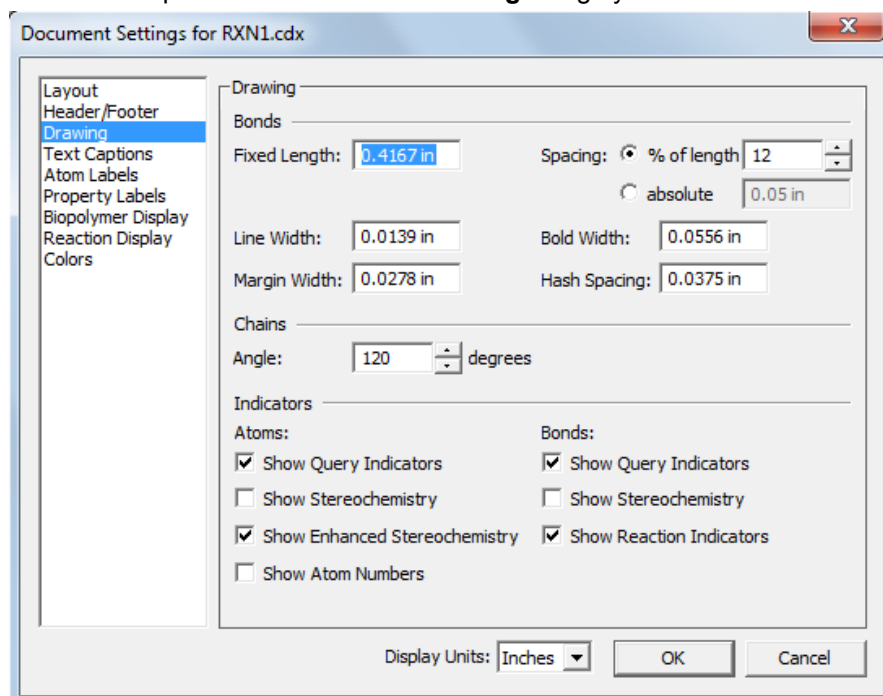 Document Settings for RXN1.cdx
Layout
Header/Footer
Drawing
Text Captions
Atom Labels
Property Labels
Biopolymer Display
Reaction Display
Colors
Drawing
Bonds
Fixed Length: 0.4167 in Spacing: % of length 12
absolute 0.05 in
Line Width: 0.0139 in Bold Width: 0.0556 in
Margin Width: 0.0278 in Hash Spacing: 0.0375 in
Chains
Angle: 120 degrees
Indicators
Atoms: Bonds:
Show Query Indicators Show Query Indicators
Show Stereochemistry Show Stereochemistry
Show Enhanced Stereochemistry Show Reaction Indicators
Show Atom Numbers
Display Units: Inches OK Cancel